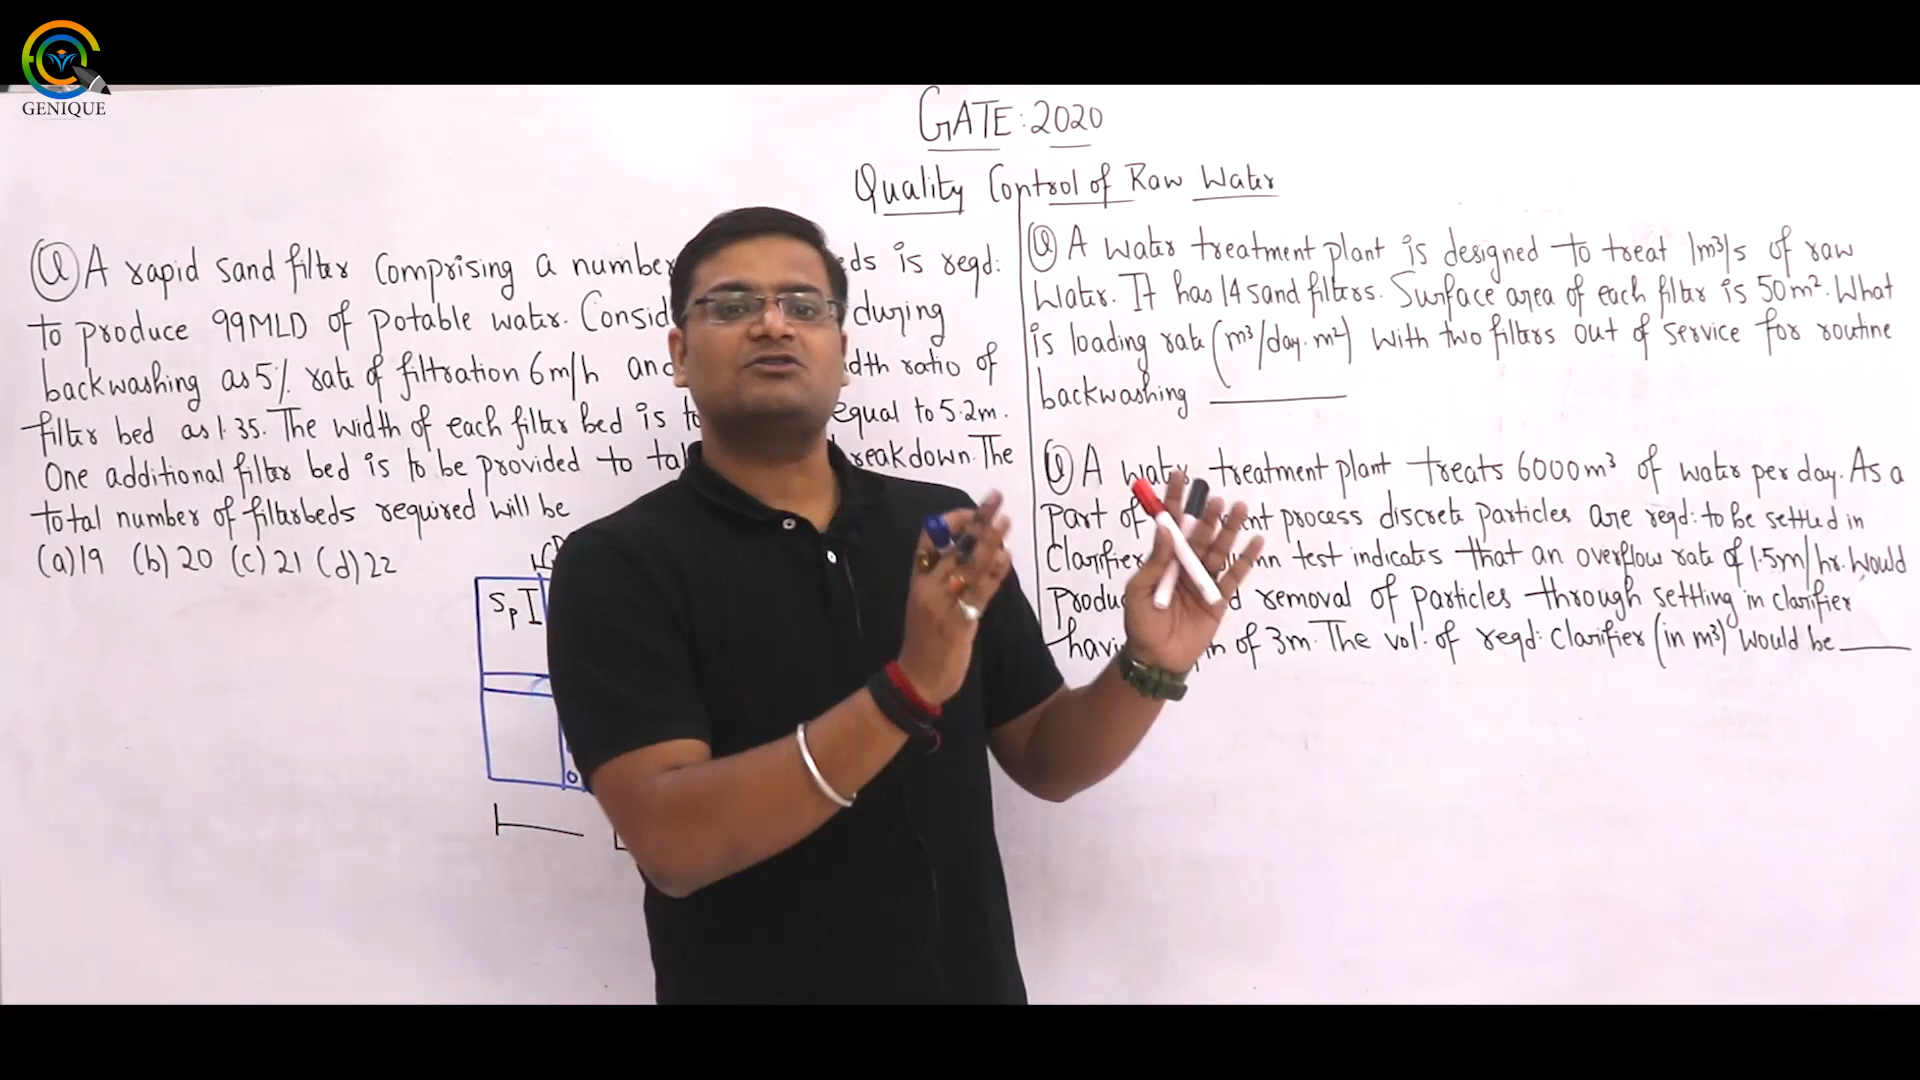 GENIQUE
GATE: 2020
Quality Control of Raw Water
Q A rapid sand filter Comprising a number ds is reqd:
to produce 99MLD of potable water. Consid during
backwashing as 5% rate of filtration 6m/h and dth ratio of
filter bed as 1.35. The width of each filter bed is to equal to 5.2m.
One additional filter bed is to be provided to ta reakdown. The
total number of filterbeds required will be
(a) 19 (b) 20 (c) 21 (d) 22
SpI
Q A water treatment plant is designed to treat 1m³/s of raw
water. It has 14 sand filters. Surface area of each filter is 50m². What
is loading rate (m³/day.m²) with two filters out of service for routine
backwashing
Q A water treatment plant treats 6000m³ of water per day. As a
Part of ent process discrete particles are reqd: to be settled in
Clarifier umn test indicates that an overflow rate of 1.5m/hr. Would
Produ d removal of particles through settling in clarifier
havi of 3m. The vol. of reqd: Clarifier (in m³) would be